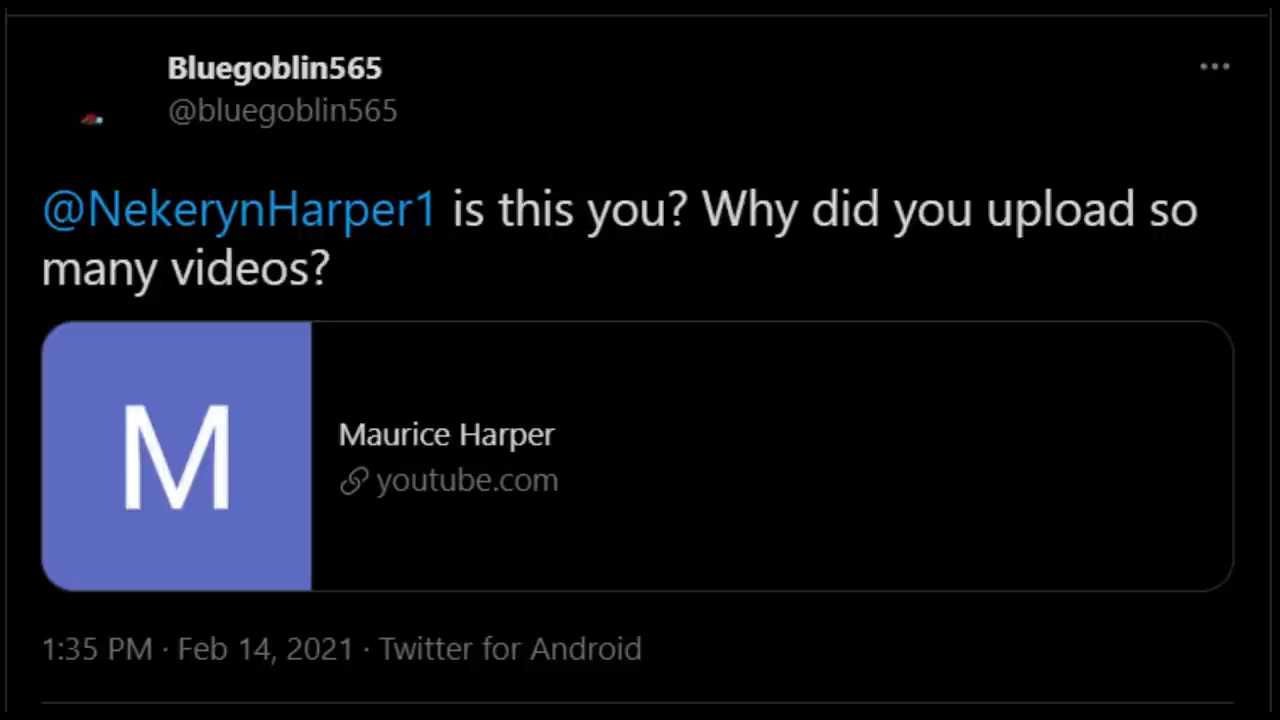 Bluegoblin565
@bluegoblin565
@NekerynHarper1 is this you? Why did you upload so
many videos?
M
Maurice Harper
youtube.com
1:35 PM · Feb 14, 2021 · Twitter for Android